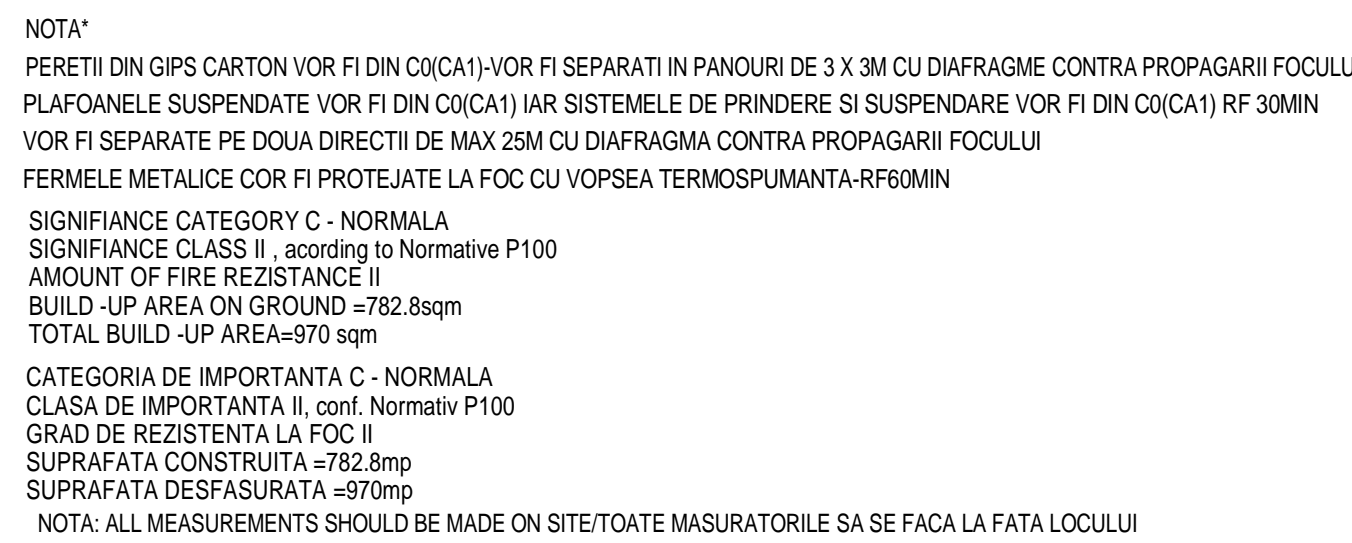 NOTA*
PERETII DIN GIPS CARTON VOR FI DIN C0(CA1)-VOR FI SEPARATI IN PANOURI DE 3 X 3M CU DIAFRAGME CONTRA PROPAGARII FOCULU
PLAFOANELE SUSPENDATE VOR FI DIN C0(CA1) IAR SISTEMELE DE PRINDERE SI SUSPENDARE VOR FI DIN C0(CA1) RF 30MIN
VOR FI SEPARATE PE DOUA DIRECTII DE MAX 25M CU DIAFRAGMA CONTRA PROPAGARII FOCULUI
FERMELE METALICE COR FI PROTEJATE LA FOC CU VOPSEA TERMOSPUMANTA-RF60MIN
SIGNIFIANCE CATEGORY C - NORMALA
SIGNIFIANCE CLASS II , acording to Normative P100
AMOUNT OF FIRE REZISTANCE II
BUILD -UP AREA ON GROUND =782.8sqm
TOTAL BUILD -UP AREA=970 sqm
CATEGORIA DE IMPORTANTA C - NORMALA
CLASA DE IMPORTANTA II, conf. Normativ P100
GRAD DE REZISTENTA LA FOC II
SUPRAFATA CONSTRUITA =782.8mp
SUPRAFATA DESFASURATA =970mp
NOTA: ALL MEASUREMENTS SHOULD BE MADE ON SITE/TOATE MASURATORILE SA SE FACA LA FATA LOCULUI